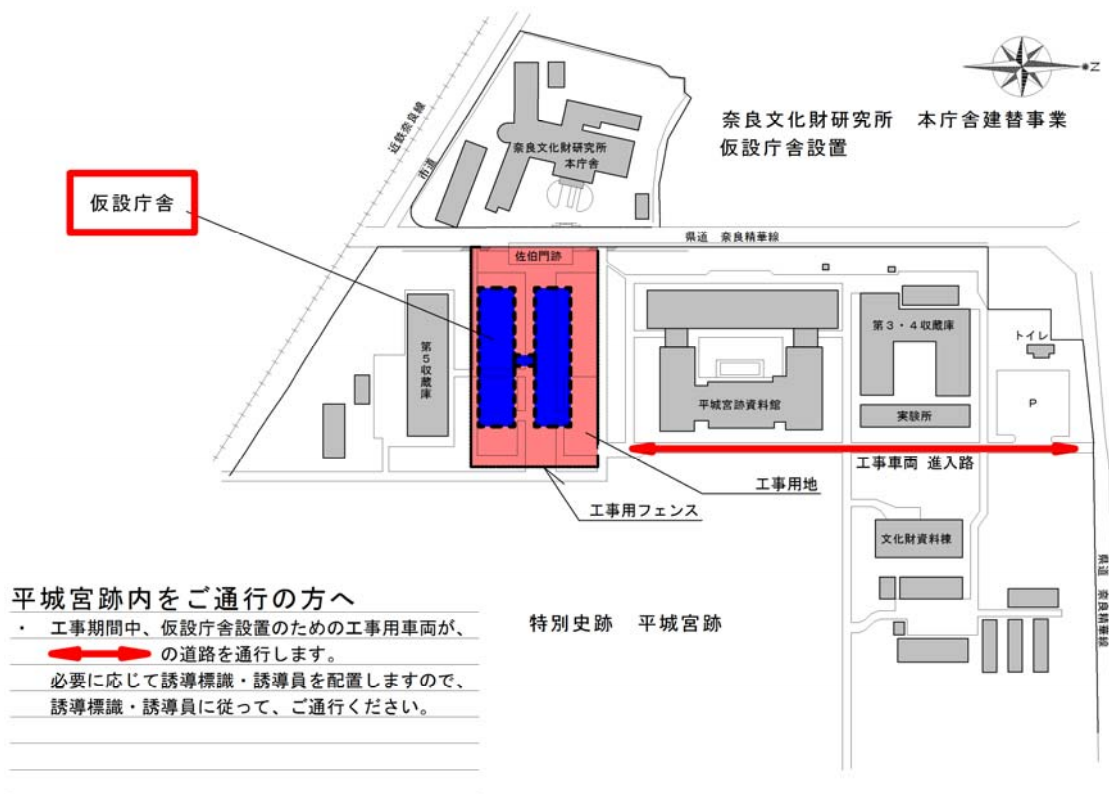 N
奈良文化財研究所　本庁舎建替事業
仮設庁舎設置
近鉄奈良線
市道
奈良文化財研究所
本庁舎
仮設庁舎
県道　奈良精華線
佐伯門跡
第5収蔵庫
第３・４収蔵庫
トイレ
平城宮跡資料館
実験所
P
工事車両 進入路
工事用地
工事用フェンス
文化財資料棟
県道　奈良精華線
特別史跡　平城宮跡
平城宮跡内をご通行の方へ
・　工事期間中、仮設庁舎設置のための工事用車両が、
の道路を通行します。
必要に応じて誘導標識・誘導員を配置しますので、
誘導標識・誘導員に従って、ご通行ください。